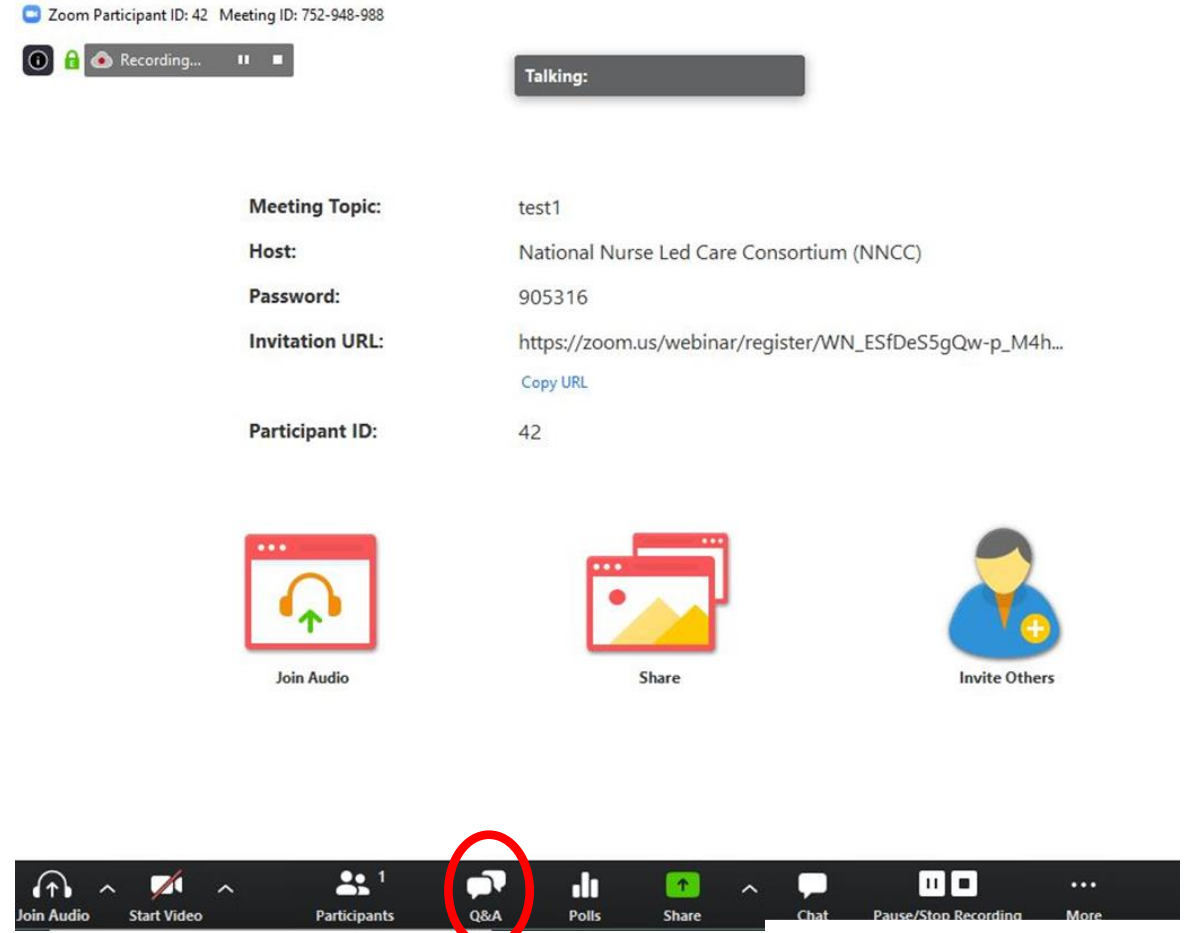 Zoom Participant ID: 42 Meeting ID: 752-948-988
Recording...
Talking:
Meeting Topic: test1
Host: National Nurse Led Care Consortium (NNCC)
Password: 905316
Invitation URL: https://zoom.us/webinar/register/WN_ESfDeS5gQw-p_M4h...
Copy URL
Participant ID: 42
Join Audio Share Invite Others
1
Join Audio Start Video Participants Q&A Polls Share Chat Pause/Stop Recording More